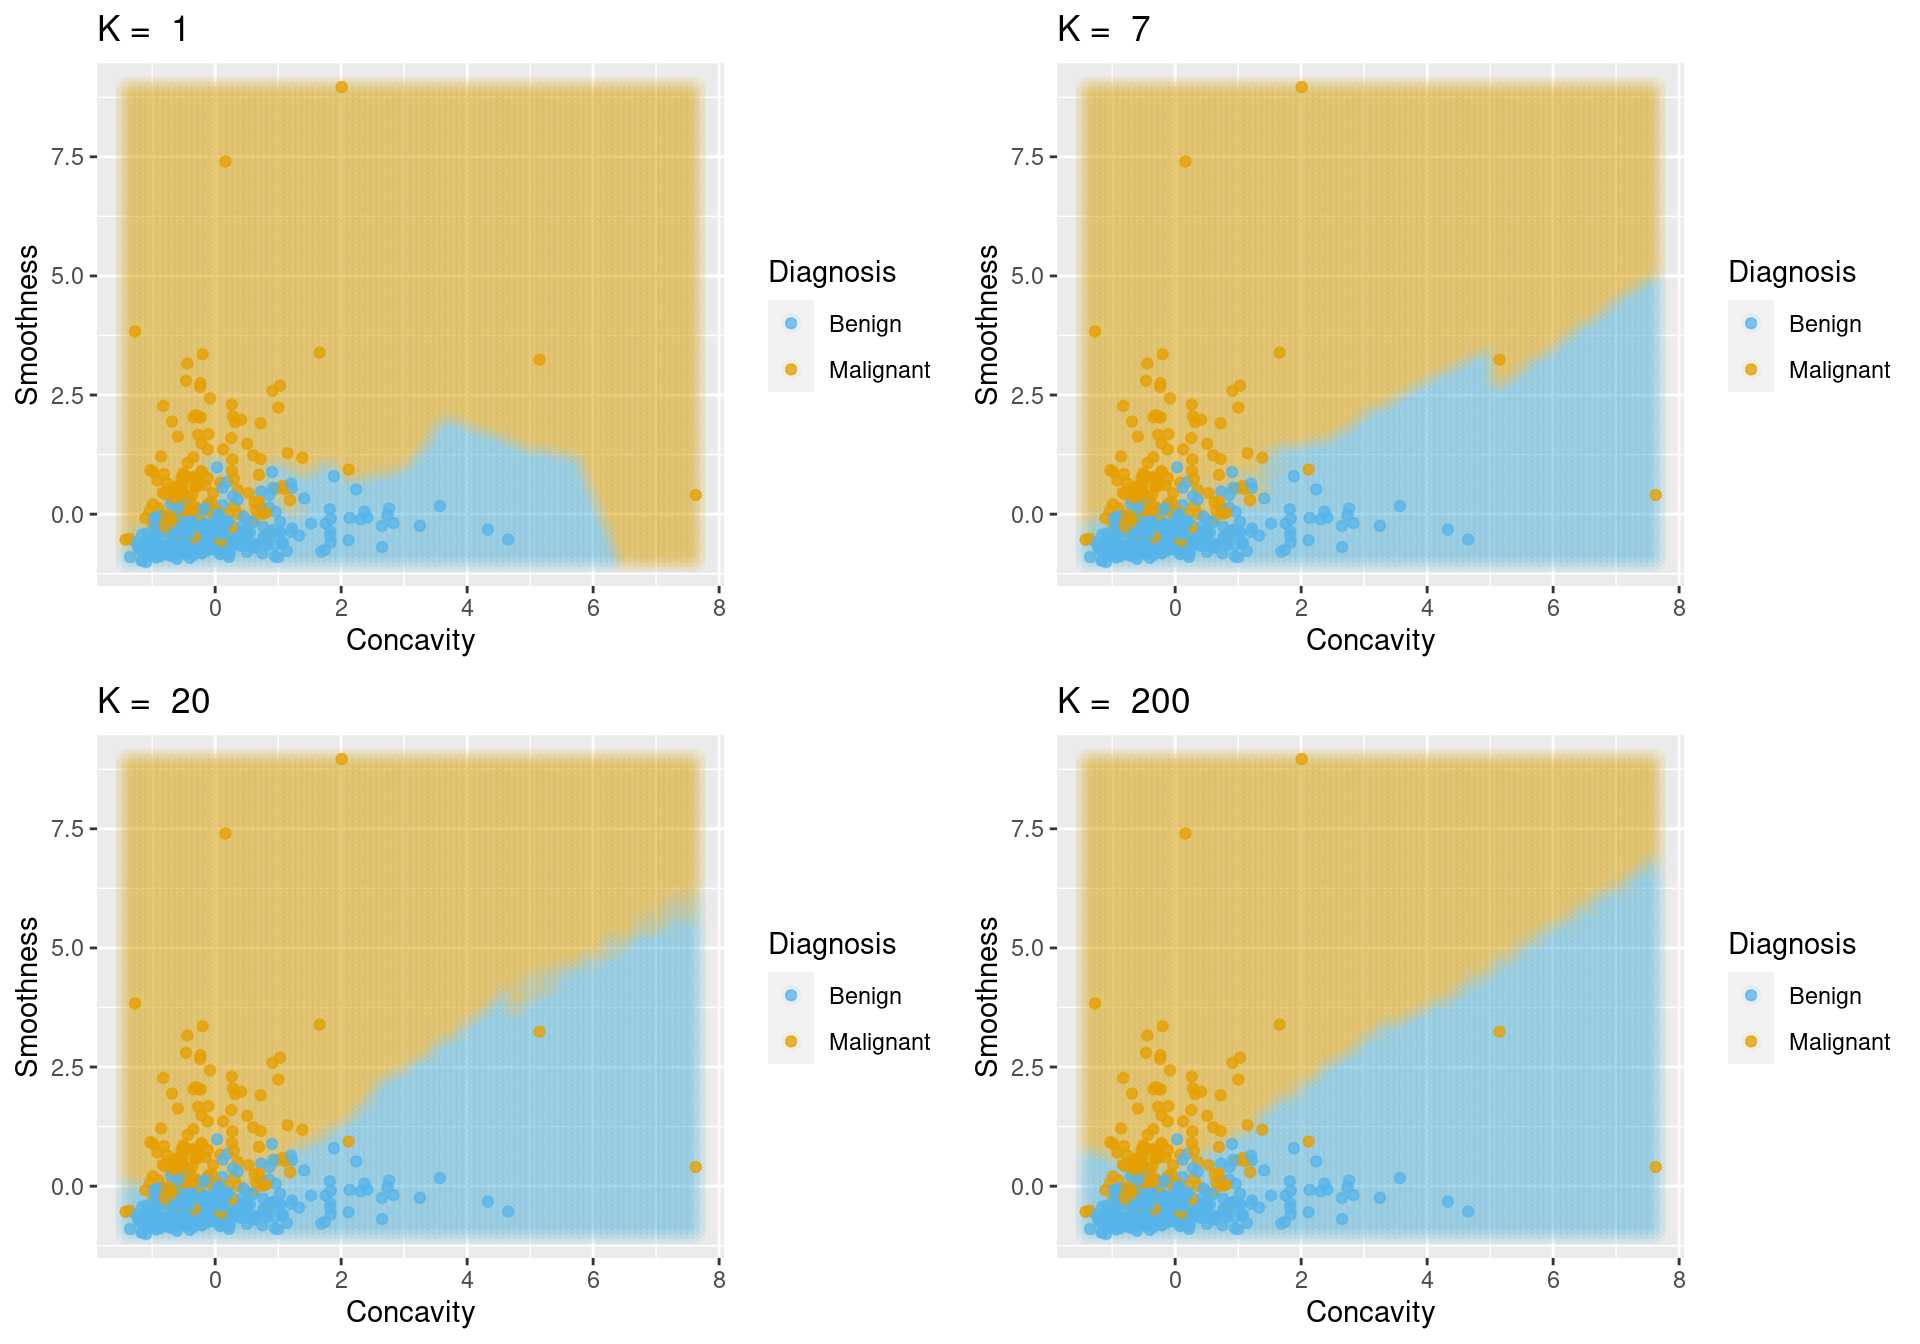 K = 1
Smoothness
7.5
5.0
2.5
0.0
0 2 4 6 8
Concavity
Diagnosis
Benign
Malignant
K = 7
Smoothness
7.5
5.0
2.5
0.0
0 2 4 6 8
Concavity
Diagnosis
Benign
Malignant
K = 20
Smoothness
7.5
5.0
2.5
0.0
0 2 4 6 8
Concavity
Diagnosis
Benign
Malignant
K = 200
Smoothness
7.5
5.0
2.5
0.0
0 2 4 6 8
Concavity
Diagnosis
Benign
Malignant